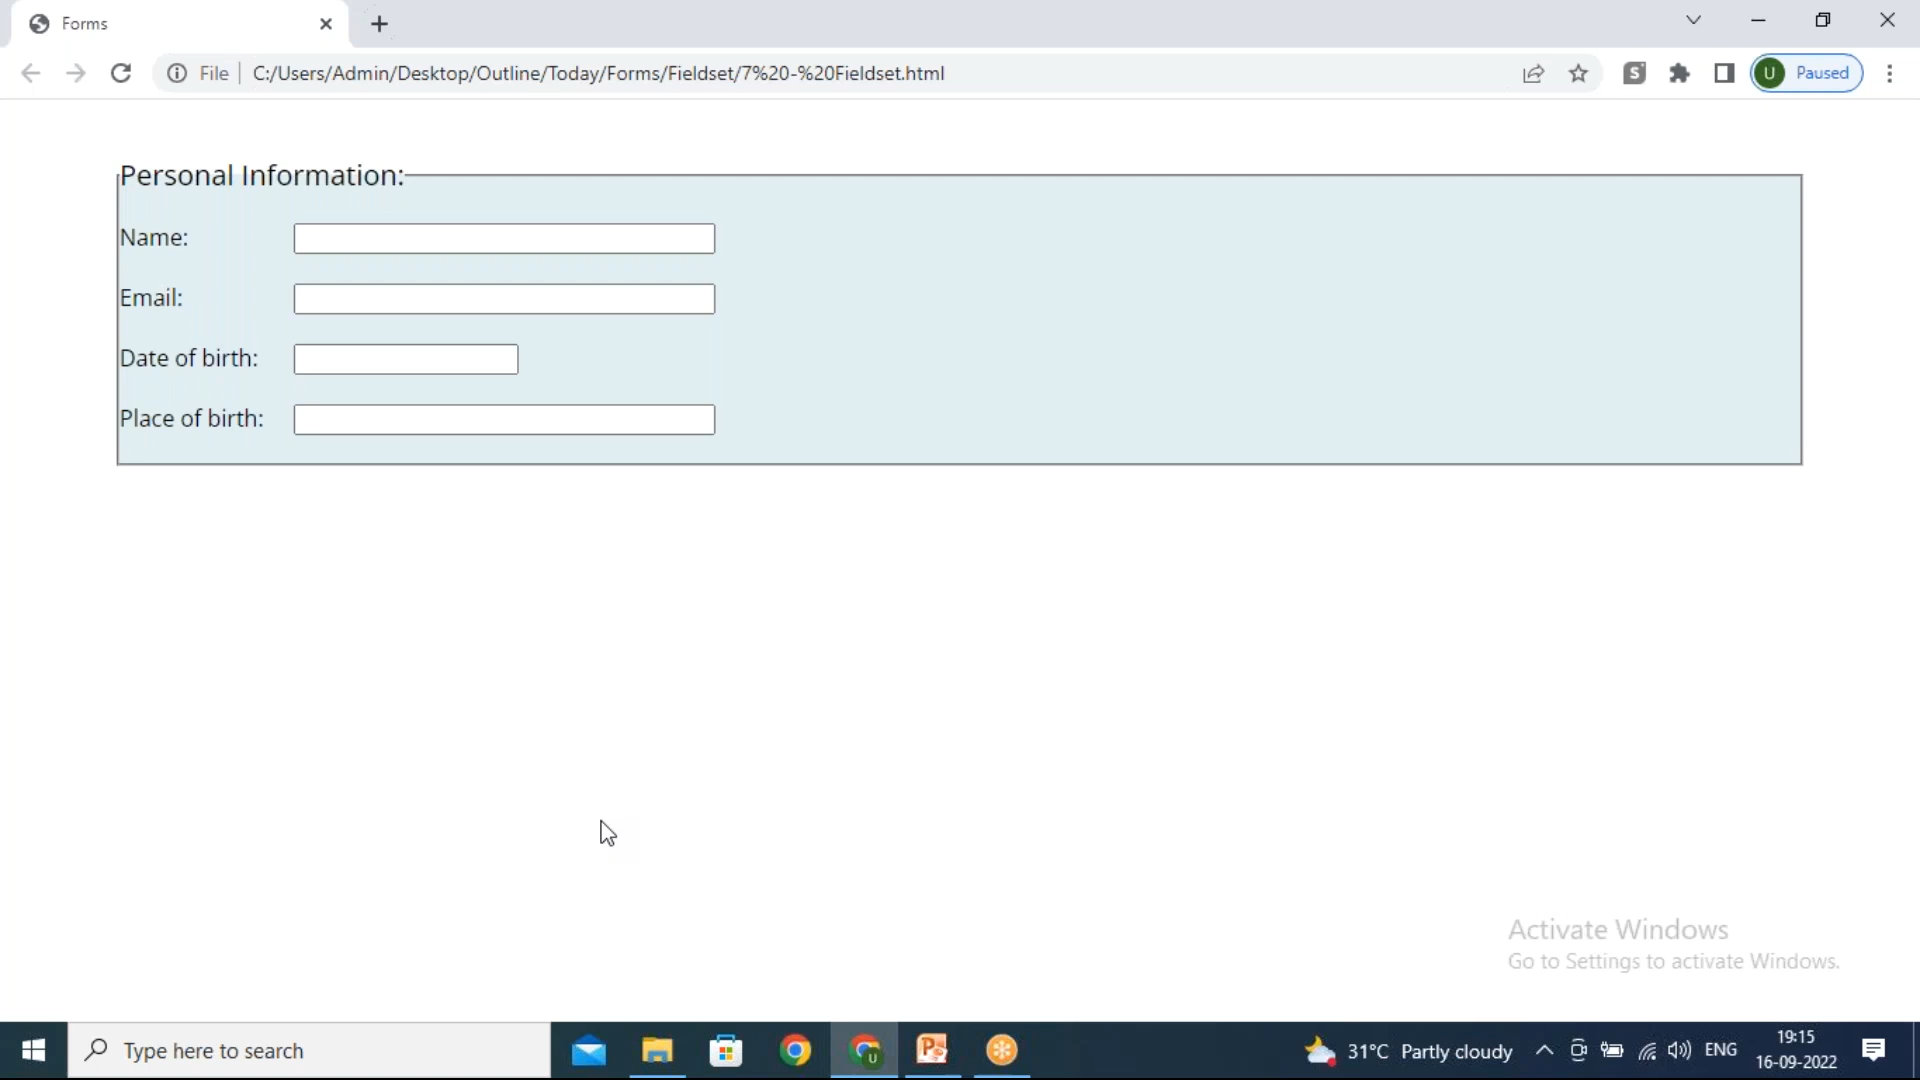 Forms
File
C:/Users/Admin/Desktop/Outline/Today/Forms/Fieldset/7%20-%20Fieldset.html
S
U
Paused
Personal Information:
Name:
Email:
Date of birth:
Place of birth:
Activate Windows
Go to Settings to activate Windows.
Type here to search
U
31°C Partly cloudy
ENG
19:15
16-09-2022